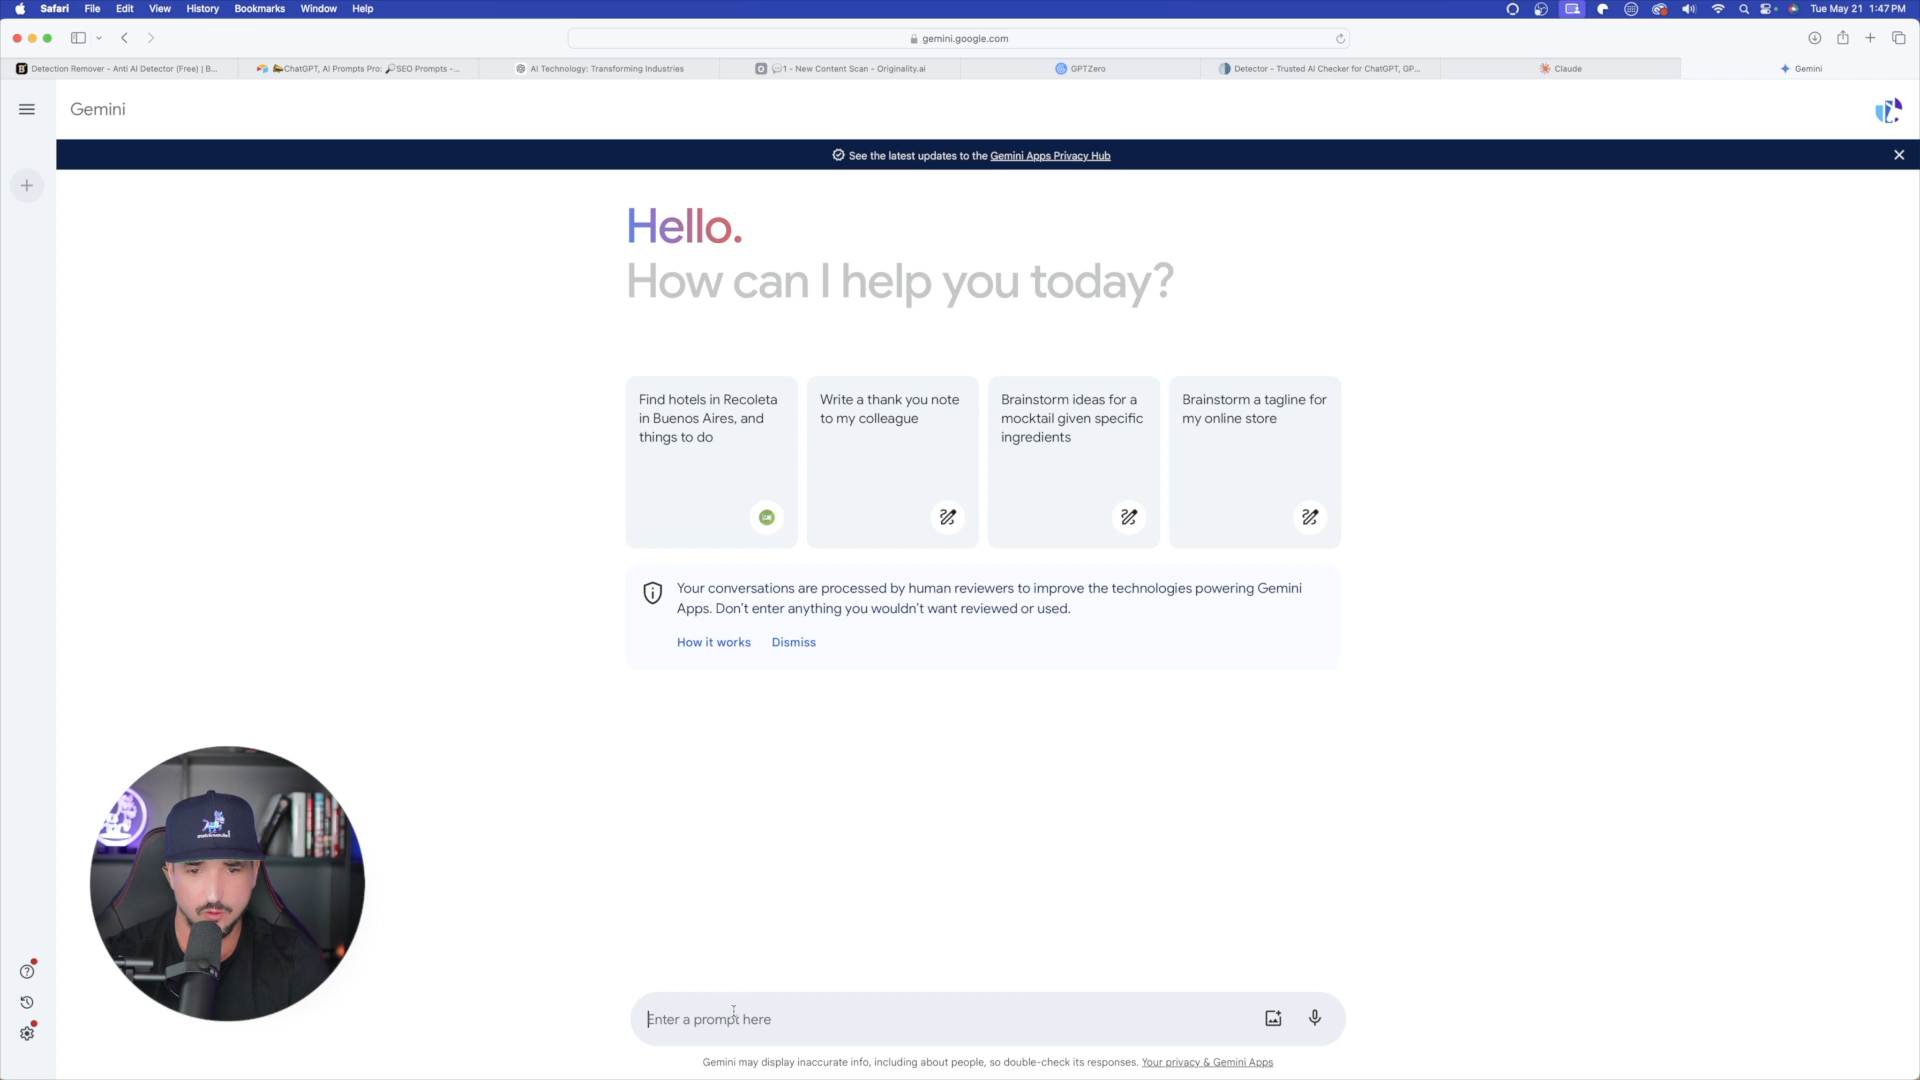 Safari File Edit View History Bookmarks Window Help Tue May 21 1:47 PM
gemini.google.com
Detection Remover - Anti AI Detector (Free) | B... ChatGPT, AI Prompts Pro: 🔎SEO Prompts -... AI Technology: Transforming Industries 💬1 - New Content Scan - Originality.ai GPTZero Detector - Trusted AI Checker for ChatGPT, GP... Claude Gemini
Gemini
See the latest updates to the Gemini Apps Privacy Hub
Hello.
How can I help you today?
Find hotels in Recoleta
in Buenos Aires, and
things to do
Write a thank you note
to my colleague
Brainstorm ideas for a
mocktail given specific
ingredients
Brainstorm a tagline for
my online store
Your conversations are processed by human reviewers to improve the technologies powering Gemini
Apps. Don't enter anything you wouldn't want reviewed or used.
How it works Dismiss
Enter a prompt here
Gemini may display inaccurate info, including about people, so double-check its responses. Your privacy & Gemini Apps